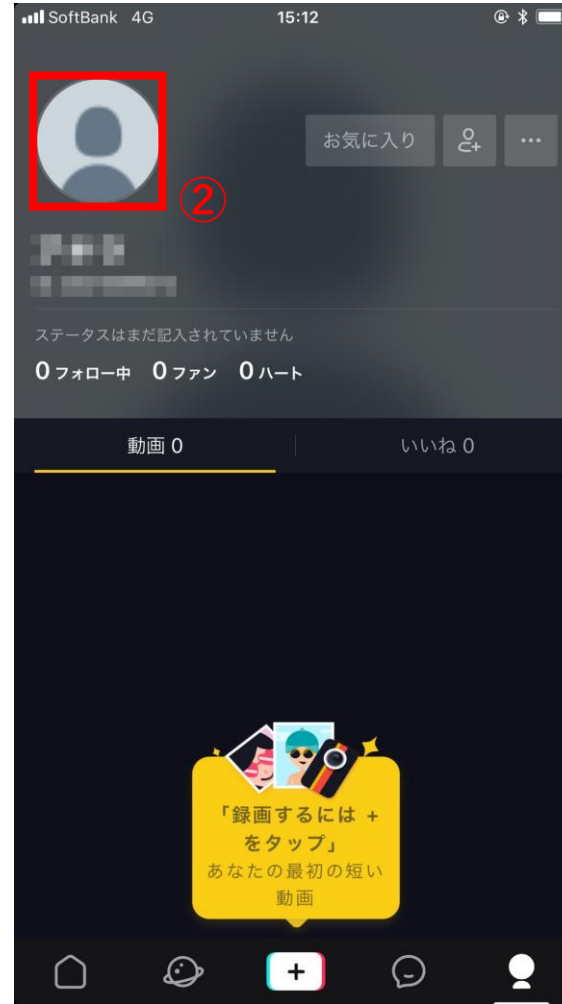 SoftBank 4G 15:12
お気に入り
②
ステータスはまだ記入されていません
0 フォロー中 0 ファン 0 ハート
動画 0 いいね 0
「録画するには +
をタップ」
あなたの最初の短い
動画